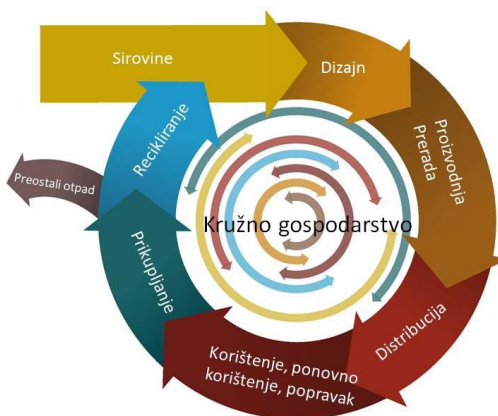 Sirovine
Dizajn
Proizvodnja
Prerada
Distribucija
Korištenje, ponovno
korištenje, popravak
Prikupljanje
Preostali otpad
Recikliranje
Kružno gospodarstvo